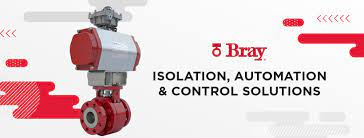 Bray
ISOLATION, AUTOMATION
& CONTROL SOLUTIONS